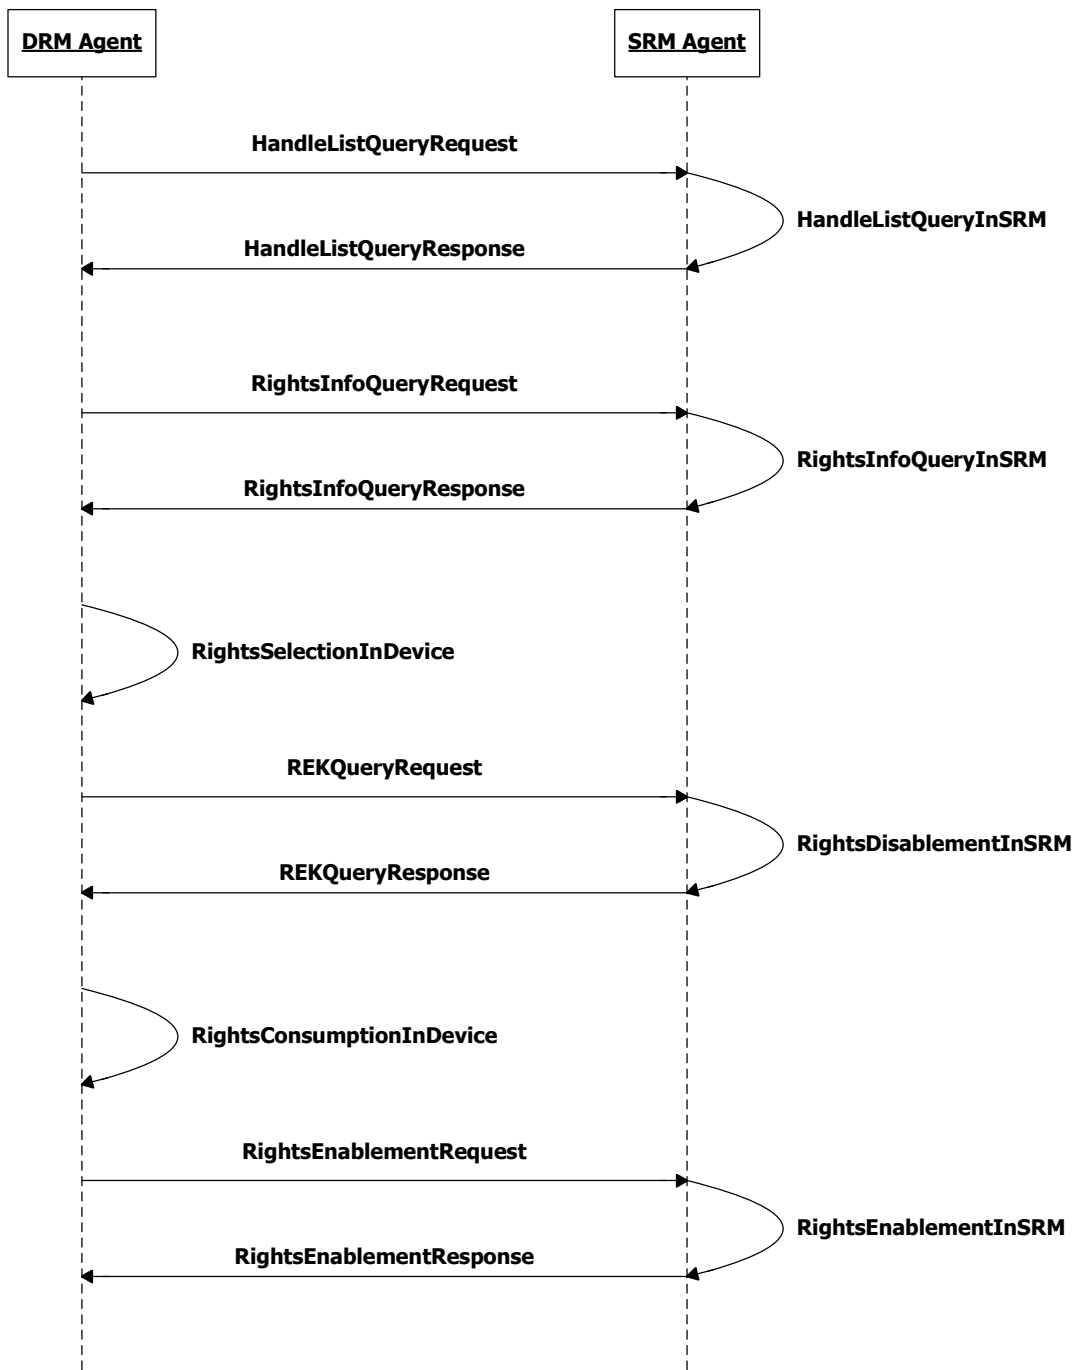 DRM Agent
SRM Agent
HandleListQueryRequest
HandleListQueryInSRM
HandleListQueryResponse
RightsInfoQueryRequest
RightsInfoQueryInSRM
RightsInfoQueryResponse
RightsSelectionInDevice
REKQueryRequest
RightsDisablementInSRM
REKQueryResponse
RightsConsumptionInDevice
RightsEnablementRequest
RightsEnablementInSRM
RightsEnablementResponse